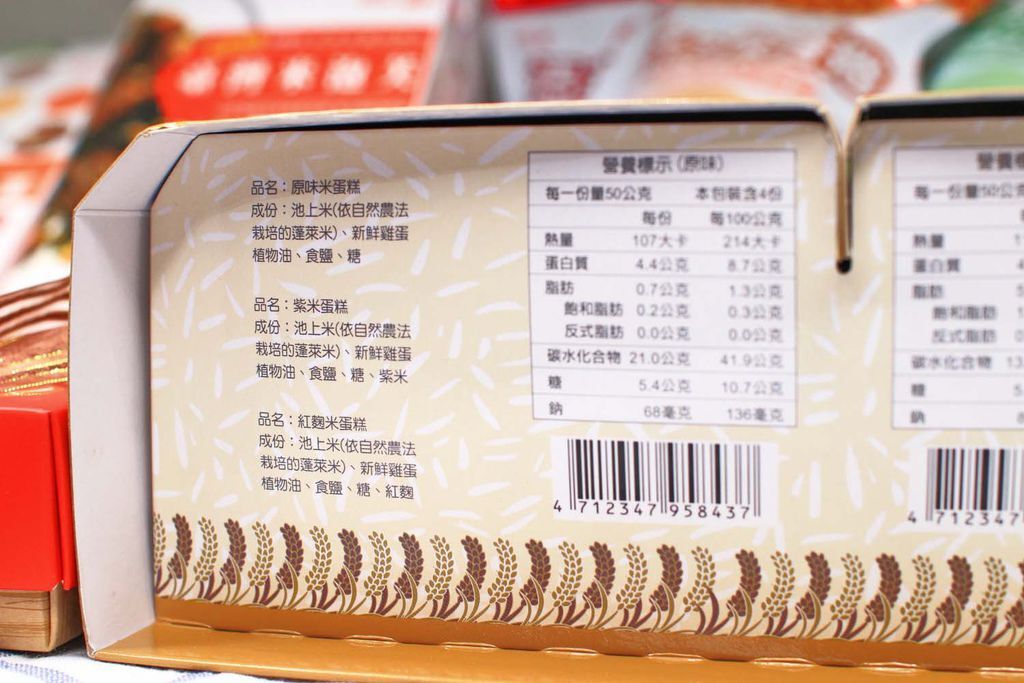 品名：原味米蛋糕
成份：池上米(依自然農法
栽培的蓬萊米)、新鮮雞蛋
植物油、食鹽、糖
品名：紫米蛋糕
成份：池上米(依自然農法
栽培的蓬萊米)、新鮮雞蛋
植物油、食鹽、糖、紫米
品名：紅麴米蛋糕
成份：池上米(依自然農法
栽培的蓬萊米)、新鮮雞蛋
植物油、食鹽、糖、紅麴
營養標示(原味)
每一份量50公克 本包裝含4份
每份 每100公克
熱量 107大卡 214大卡
蛋白質 4.4公克 8.7公克
脂肪 0.7公克 1.3公克
飽和脂肪 0.2公克 0.3公克
反式脂肪 0.0公克 0.0公克
碳水化合物 21.0公克 41.9公克
糖 5.4公克 10.7公克
鈉 68毫克 136毫克
4 712347 958437
營養
每一份量50公克
熱量
蛋白質
脂肪
飽和脂肪
反式脂肪
碳水化合物
糖
鈉
4 712347